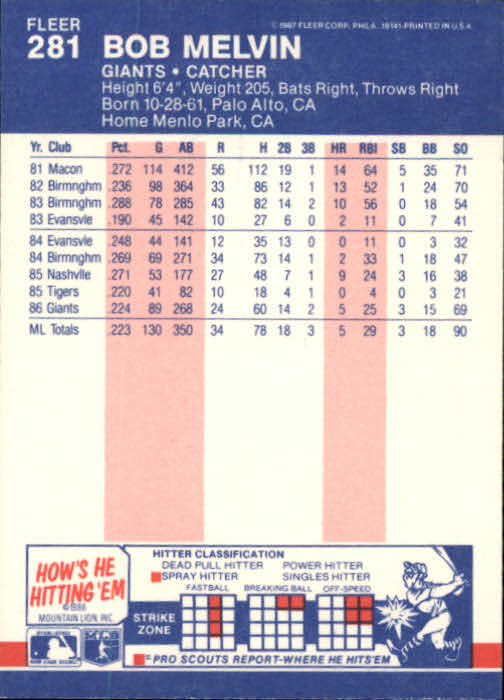 FLEER © 1987 FLEER CORP. PHILA. 19141-PRINTED IN U.S.A.
281 BOB MELVIN
GIANTS • CATCHER
Height 6'4", Weight 205, Bats Right, Throws Right
Born 10-28-61, Palo Alto, CA
Home Menlo Park, CA
Yr. Club Pct. G AB R H 2B 3B HR RBI SB BB SO
81 Macon .272 114 412 56 112 19 1 14 64 5 35 71
82 Birmnghm .236 98 364 33 86 12 1 13 52 1 24 70
83 Birmnghm .288 78 285 43 82 14 2 10 56 0 18 54
83 Evansvle .190 45 142 10 27 6 0 2 11 0 7 41
84 Evansvle .248 44 141 12 35 13 0 0 11 0 3 32
84 Birmnghm .269 69 271 34 73 14 1 2 33 1 18 47
85 Nashvlle .271 53 177 27 48 7 1 9 24 3 16 38
85 Tigers .220 41 82 10 18 4 1 0 4 0 3 21
86 Giants .224 89 268 24 60 14 2 5 25 3 15 69
ML Totals .223 130 350 34 78 18 3 5 29 3 18 90
HOW'S HE
HITTING 'EM
© 1986
MOUNTAIN LION, INC.
HITTER CLASSIFICATION
DEAD PULL HITTER POWER HITTER
SPRAY HITTER SINGLES HITTER
FASTBALL BREAKING BALL OFF-SPEED
STRIKE
ZONE
= PRO SCOUTS REPORT-WHERE HE HITS'EM